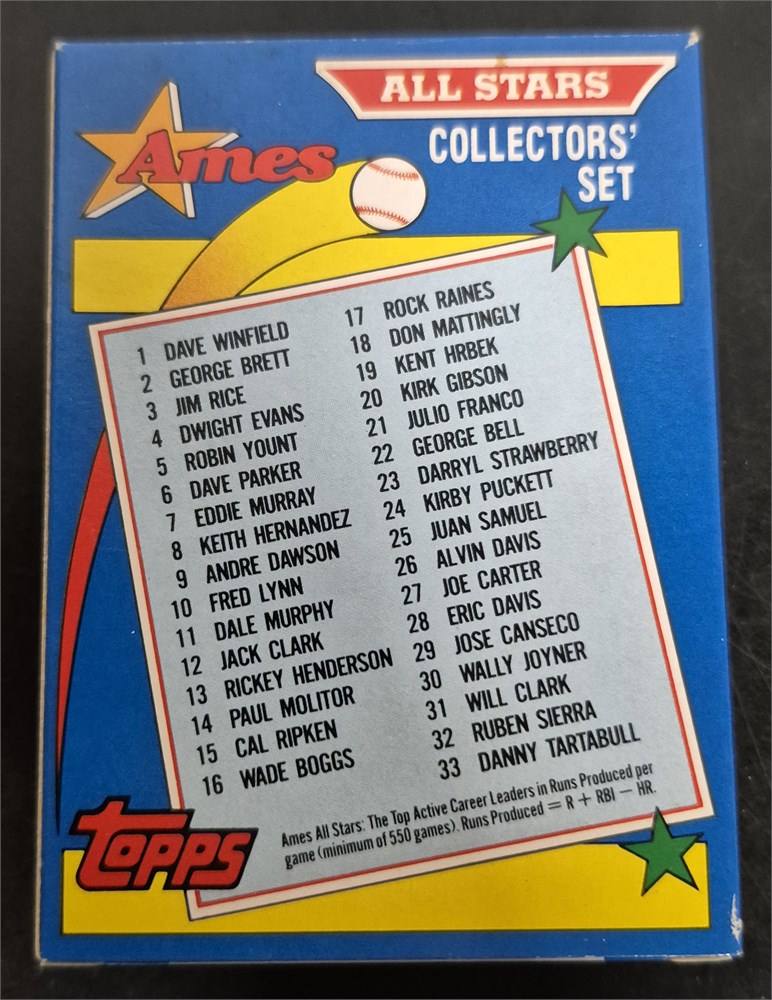 Ames
ALL STARS
COLLECTORS'
SET
1 DAVE WINFIELD
2 GEORGE BRETT
3 JIM RICE
4 DWIGHT EVANS
5 ROBIN YOUNT
6 DAVE PARKER
7 EDDIE MURRAY
8 KEITH HERNANDEZ
9 ANDRE DAWSON
10 FRED LYNN
11 DALE MURPHY
12 JACK CLARK
13 RICKEY HENDERSON
14 PAUL MOLITOR
15 CAL RIPKEN
16 WADE BOGGS
17 ROCK RAINES
18 DON MATTINGLY
19 KENT HRBEK
20 KIRK GIBSON
21 JULIO FRANCO
22 GEORGE BELL
23 DARRYL STRAWBERRY
24 KIRBY PUCKETT
25 JUAN SAMUEL
26 ALVIN DAVIS
27 JOE CARTER
28 ERIC DAVIS
29 JOSE CANSECO
30 WALLY JOYNER
31 WILL CLARK
32 RUBEN SIERRA
33 DANNY TARTABULL
Ames All Stars: The Top Active Career Leaders in Runs Produced per
game (minimum of 550 games). Runs Produced = R + RBI — HR.
Topps